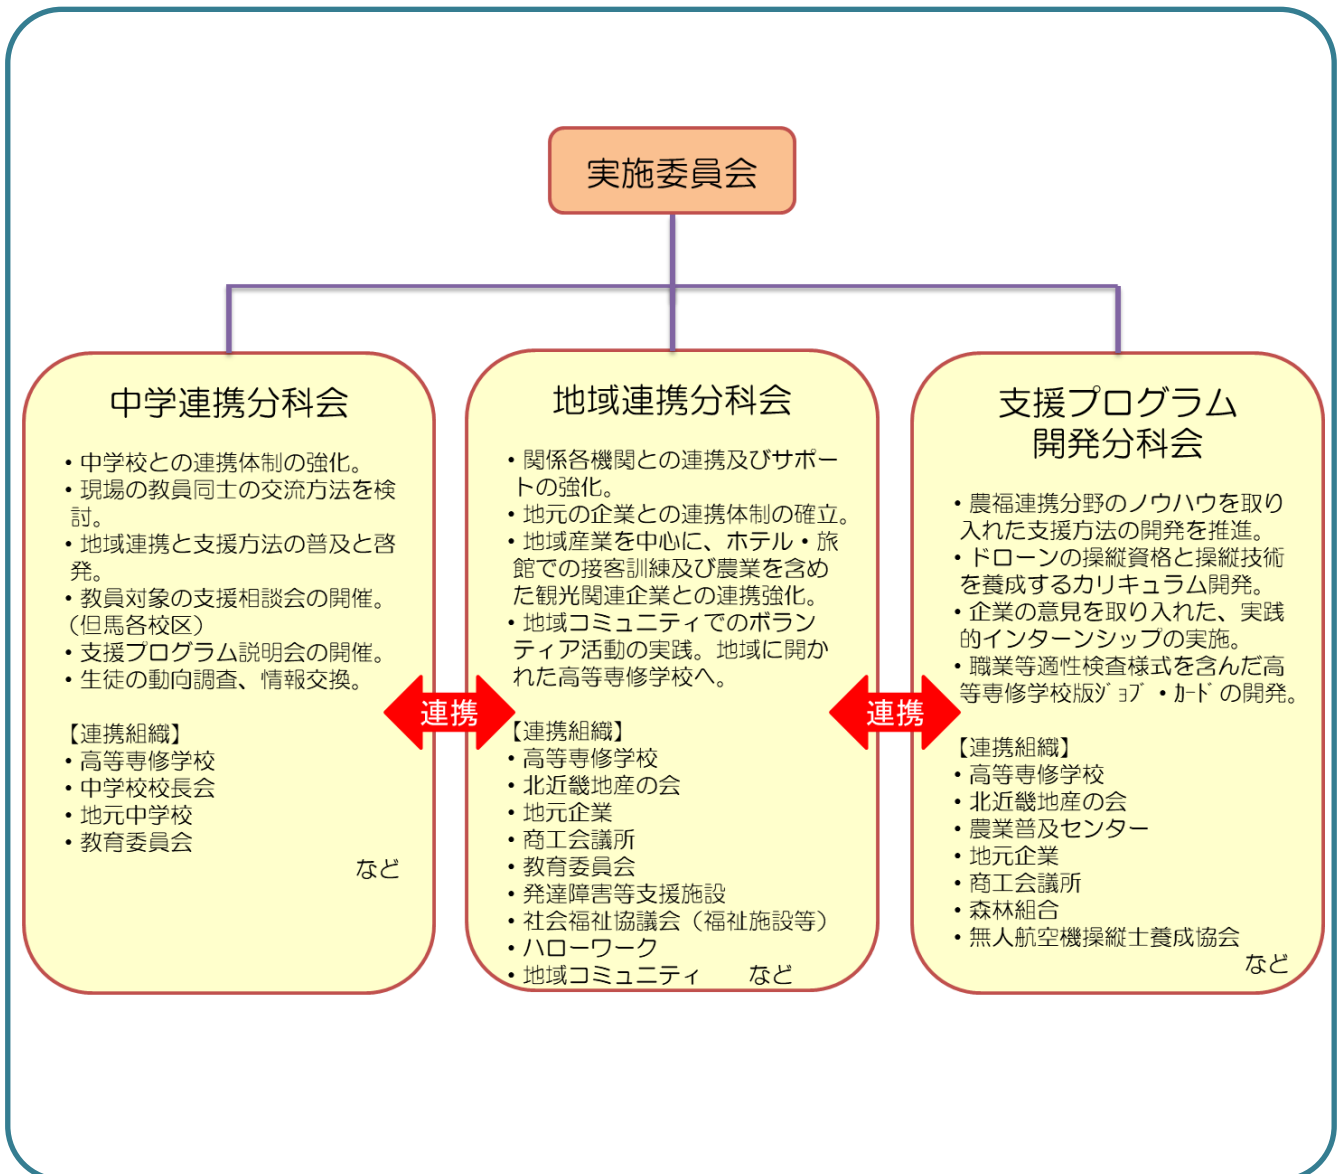 実施委員会
中学連携分科会
・中学校との連携体制の強化。
・現場の教員同士の交流方法を検
討。
・地域連携と支援方法の普及と啓
発。
・教員対象の支援相談会の開催。
（但馬各校区）
・支援プログラム説明会の開催。
・生徒の動向調査、情報交換。
【連携組織】
・高等専修学校
・中学校校長会
・地元中学校
・教育委員会
など
連携
地域連携分科会
・関係各機関との連携及びサポー
トの強化。
・地元の企業との連携体制の確立。
・地域産業を中心に、ホテル・旅
館での接客訓練及び農業を含め
た観光関連企業との連携強化。
・地域コミュニティでのボラン
ティア活動の実践。地域に開か
れた高等専修学校へ。
【連携組織】
・高等専修学校
・北近畿地産の会
・地元企業
・商工会議所
・教育委員会
・発達障害等支援施設
・社会福祉協議会（福祉施設等）
・ハローワーク
・地域コミュニティ　　など
連携
支援プログラム
開発分科会
・農福連携分野のノウハウを取り
入れた支援方法の開発を推進。
・ドローンの操縦資格と操縦技術
を養成するカリキュラム開発。
・企業の意見を取り入れた、実践
的インターンシップの実施。
・職業等適性検査様式を含んだ高
等専修学校版ｼﾞｮﾌﾞ・ｶｰﾄﾞの開発。
【連携組織】
・高等専修学校
・北近畿地産の会
・農業普及センター
・地元企業
・商工会議所
・森林組合
・無人航空機操縦士養成協会
など